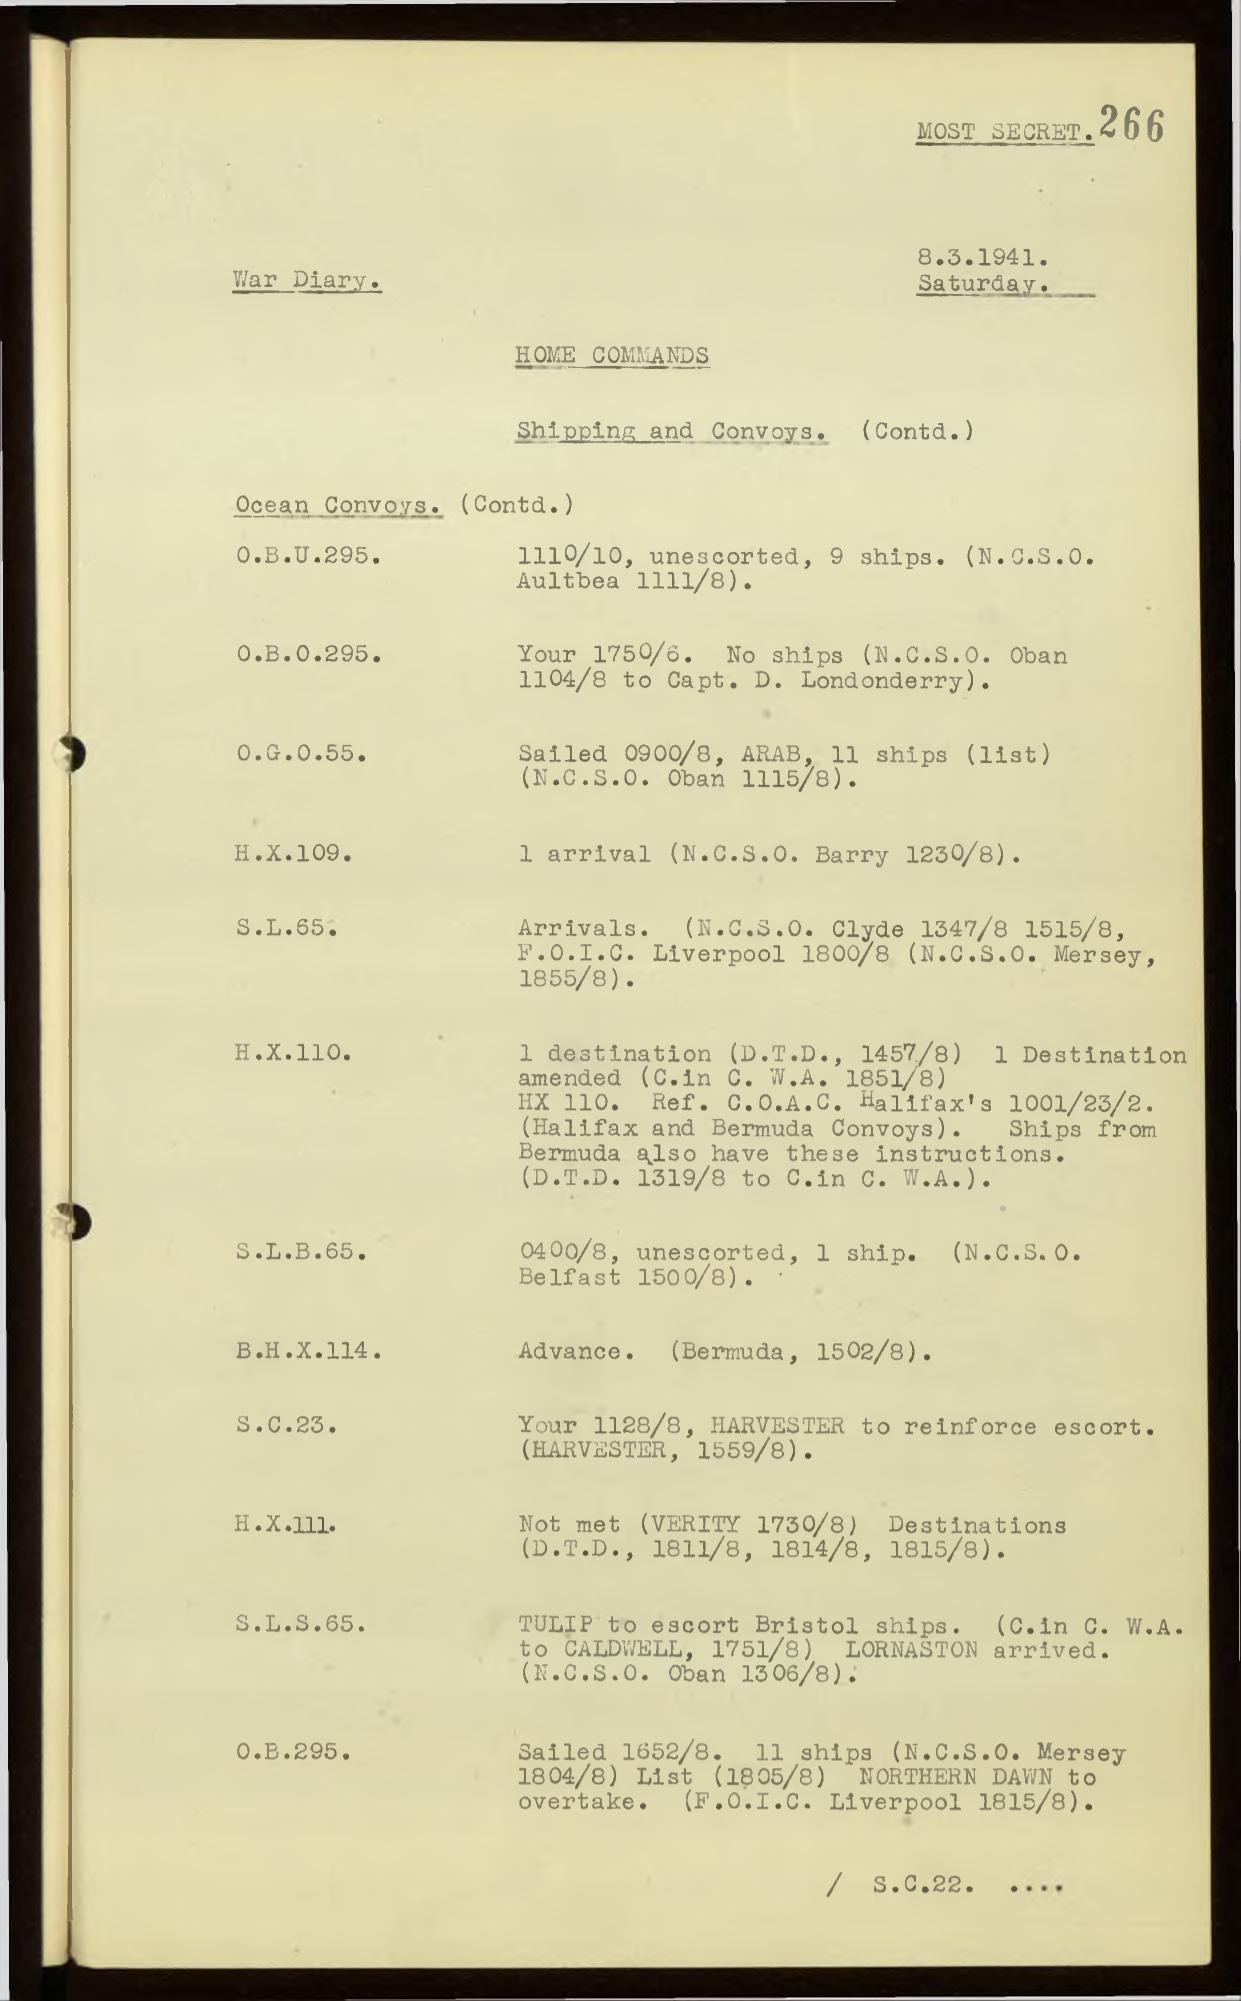 MOST SECRET. 266
8.3.1941.
War Diary.
Saturday.
HOME COMMANDS
Shipping and Convoys. (Contd.)
Ocean Convoys. (Contd.)
O.B.U.295. 1110/10, unescorted, 9 ships. (N.C.S.O.
Aultbea 1111/8).
O.B.O.295. Your 1750/6. No ships (N.C.S.O. Oban
1104/8 to Capt. D. Londonderry).
O.G.O.55. Sailed 0900/8, ARAB, 11 ships (list)
(N.C.S.O. Oban 1115/8).
H.X.109. 1 arrival (N.C.S.O. Barry 1230/8).
S.L.65. Arrivals. (N.C.S.O. Clyde 1347/8 1515/8,
F.O.I.C. Liverpool 1800/8 (N.C.S.O. Mersey,
1855/8).
H.X.110. 1 destination (D.T.D., 1457/8) 1 Destination
amended (C.in C. W.A. 1851/8)
HX 110. Ref. C.O.A.C. Halifax's 1001/23/2.
(Halifax and Bermuda Convoys). Ships from
Bermuda also have these instructions.
(D.T.D. 1319/8 to C.in C. W.A.).
S.L.B.65. 0400/8, unescorted, 1 ship. (N.C.S.O.
Belfast 1500/8).
B.H.X.114. Advance. (Bermuda, 1502/8).
S.C.23. Your 1128/8, HARVESTER to reinforce escort.
(HARVESTER, 1559/8).
H.X.111. Not met (VERITY 1730/8) Destinations
(D.T.D., 1811/8, 1814/8, 1815/8).
S.L.S.65. TULIP to escort Bristol ships. (C.in C. W.A.
to CALDWELL, 1751/8) LORNASTON arrived.
(N.C.S.O. Oban 1306/8).
O.B.295. Sailed 1652/8. 11 ships (N.C.S.O. Mersey
1804/8) List (1805/8) NORTHERN DAWN to
overtake. (F.O.I.C. Liverpool 1815/8).
/ S.C.22. ....